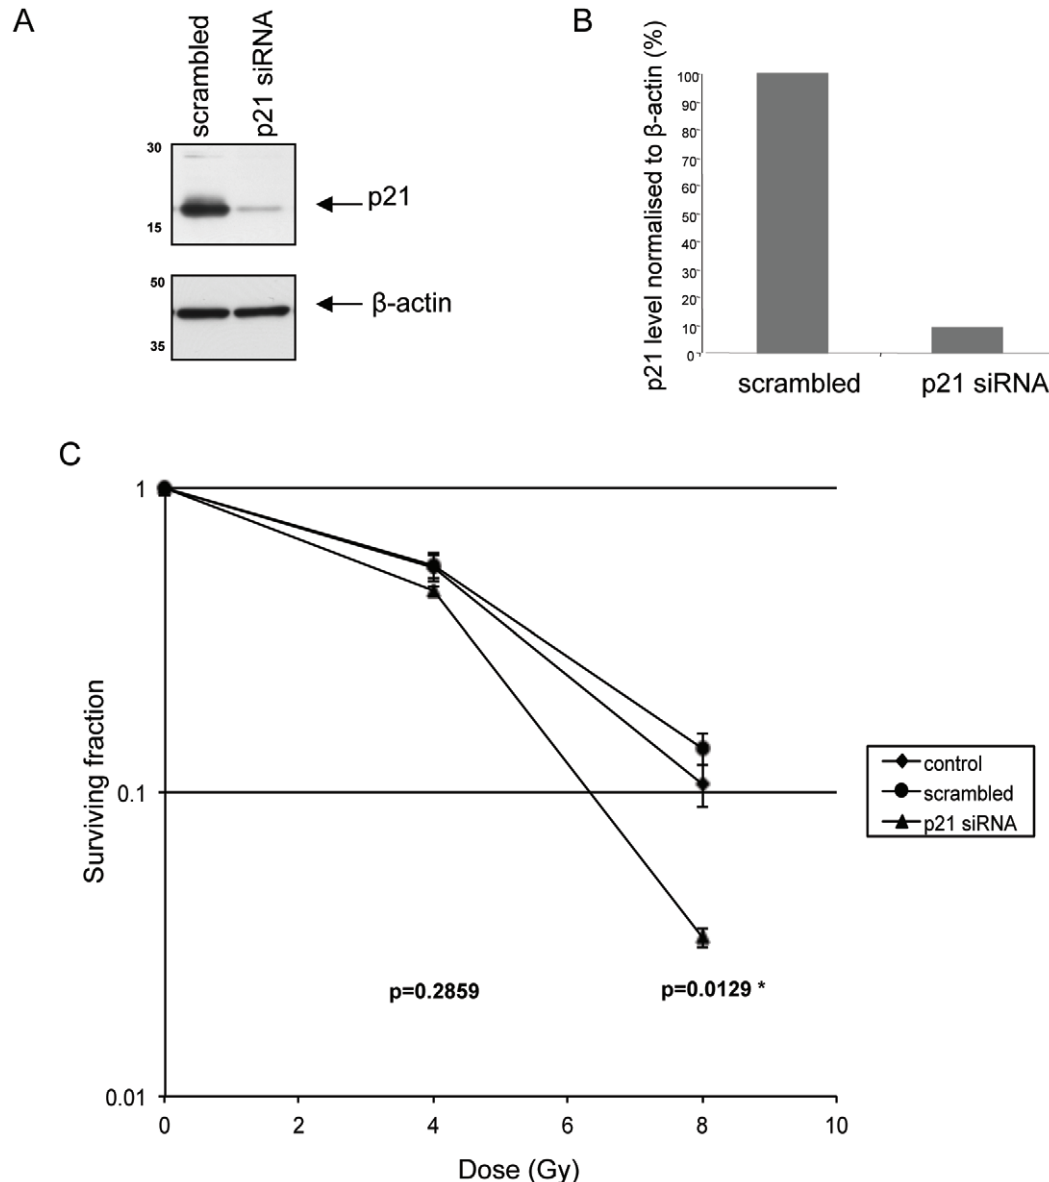 A
scrambled
p21 siRNA
30
15
p21
50
35
β-actin
B
p21 level normalised to β-actin (%)
100
90
80
70
60
50
40
30
20
10
0
scrambled
p21 siRNA
C
Surviving fraction
1
0.1
0.01
p=0.2859
p=0.0129 *
0
2
4
6
8
10
Dose (Gy)
control
scrambled
p21 siRNA